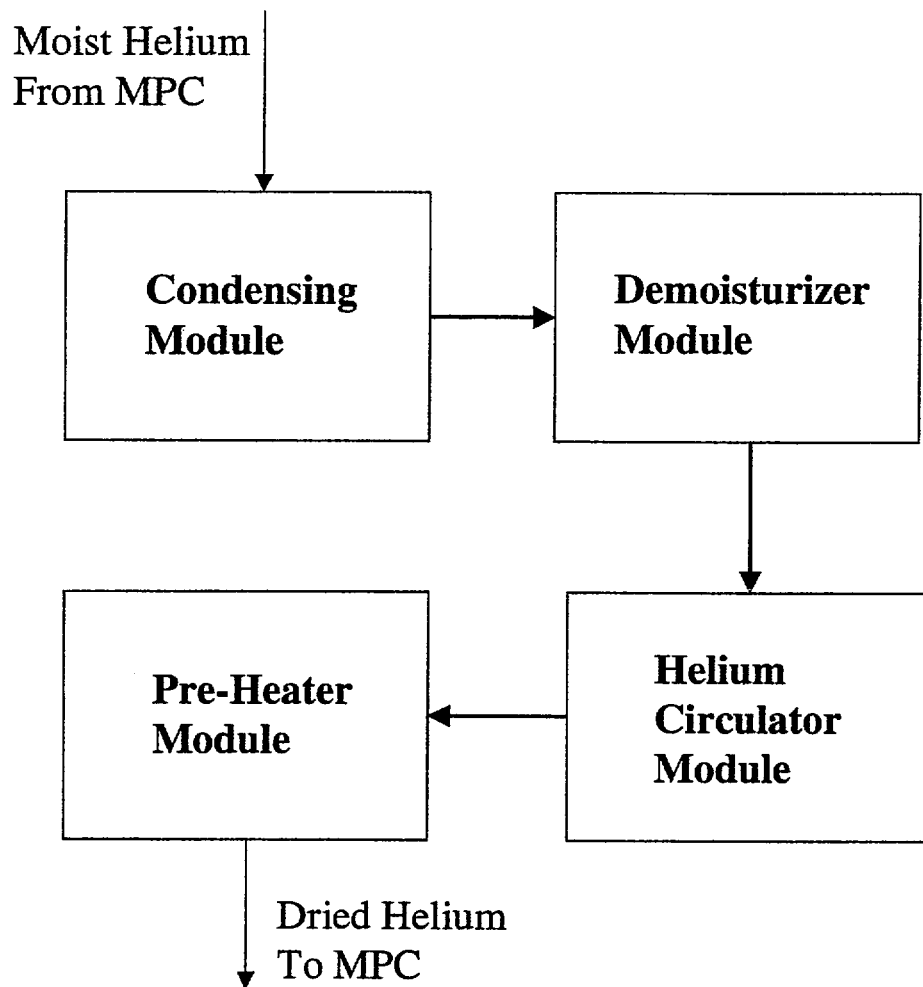 Moist Helium
From MPC
Condensing
Module
Demoisturizer
Module
Pre-Heater
Module
Helium
Circulator
Module
Dried Helium
To MPC